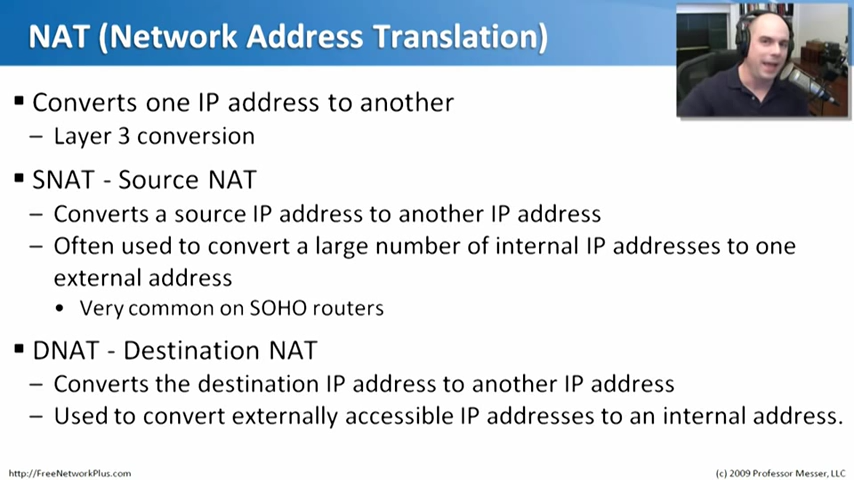 NAT (Network Address Translation)
▪ Converts one IP address to another
– Layer 3 conversion
▪ SNAT - Source NAT
– Converts a source IP address to another IP address
– Often used to convert a large number of internal IP addresses to one
external address
• Very common on SOHO routers
▪ DNAT - Destination NAT
– Converts the destination IP address to another IP address
– Used to convert externally accessible IP addresses to an internal address.
http://FreeNetworkPlus.com
(c) 2009 Professor Messer, LLC